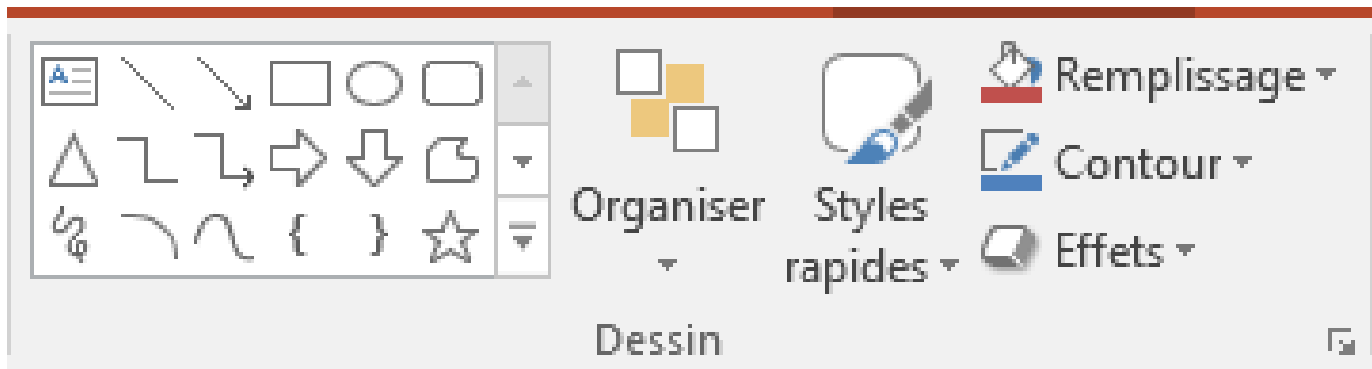 A
Organiser
Styles
rapides
Remplissage
Contour
Effets
Dessin